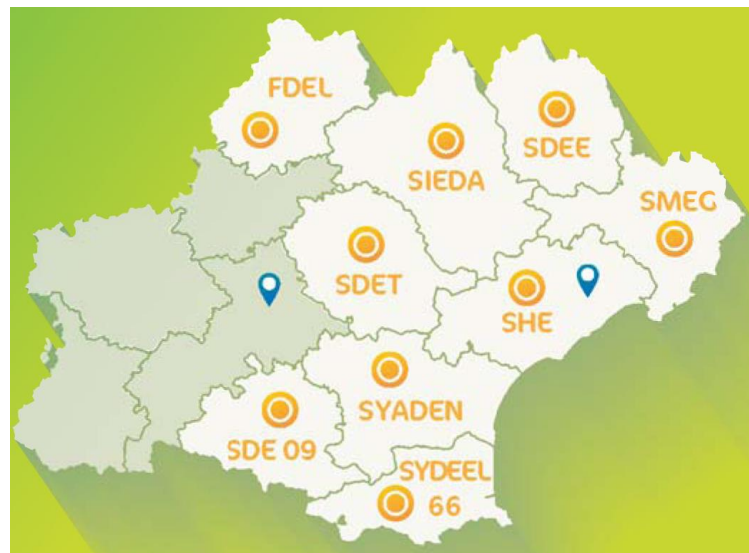 FDEL
SDEE
SIEDA
SMEG
SDET
SHE
SYADEN
SDE 09
SYDEEL
66